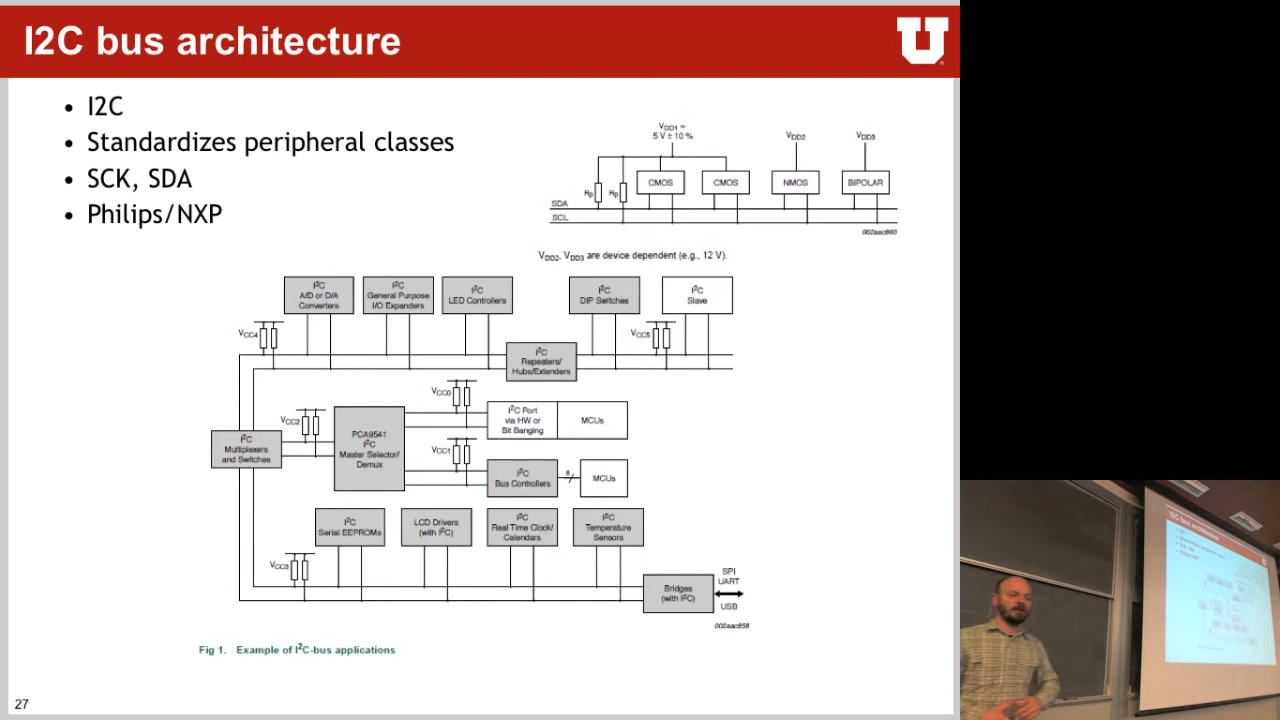 I2C bus architecture
• I2C
• Standardizes peripheral classes
• SCK, SDA
• Philips/NXP
VDD1 =
5 V ± 10 %
VDD2
VDD3
Rp
Rp
CMOS
CMOS
NMOS
BIPOLAR
SDA
SCL
002aac860
VDD2, VDD3 are device dependent (e.g., 12 V).
I²C
A/D or D/A
Converters
I²C
General Purpose
I/O Expanders
I²C
LED Controllers
I²C
DIP Switches
I²C
Slave
VCC4
VCC5
I²C
Repeaters/
Hubs/Extenders
VCC0
VCC2
PCA9541
I²C
Master Selector/
Demux
I²C Port
via HW or
Bit Banging
MCUs
I²C
Multiplexers
and Switches
VCC1
I²C
Bus Controllers
8
MCUs
I²C
Serial EEPROMs
LCD Drivers
(with I²C)
I²C
Real Time Clock/
Calendars
I²C
Temperature
Sensors
VCC3
Bridges
(with I²C)
SPI
UART
USB
002aac858
Fig 1. Example of I²C-bus applications
27
I2C bus architecture